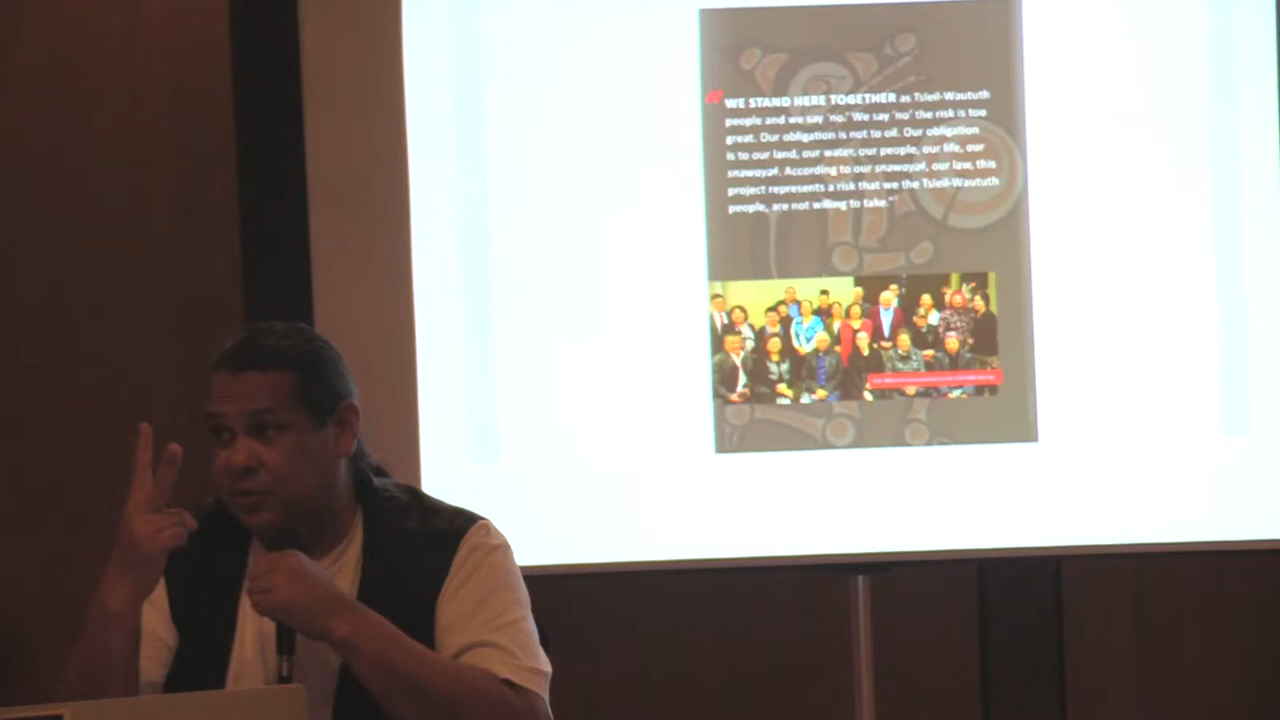 “WE STAND HERE TOGETHER as Tsleil-Waututh
people and we say ‘no.’ We say ‘no’ the risk is too
great. Our obligation is not to oil. Our obligation
is to our land, our water, our people, our life, our
snəwəyəɬ. According to our snəwəyəɬ, our law, this
project represents a risk that we the Tsleil-Waututh
people, are not willing to take.”